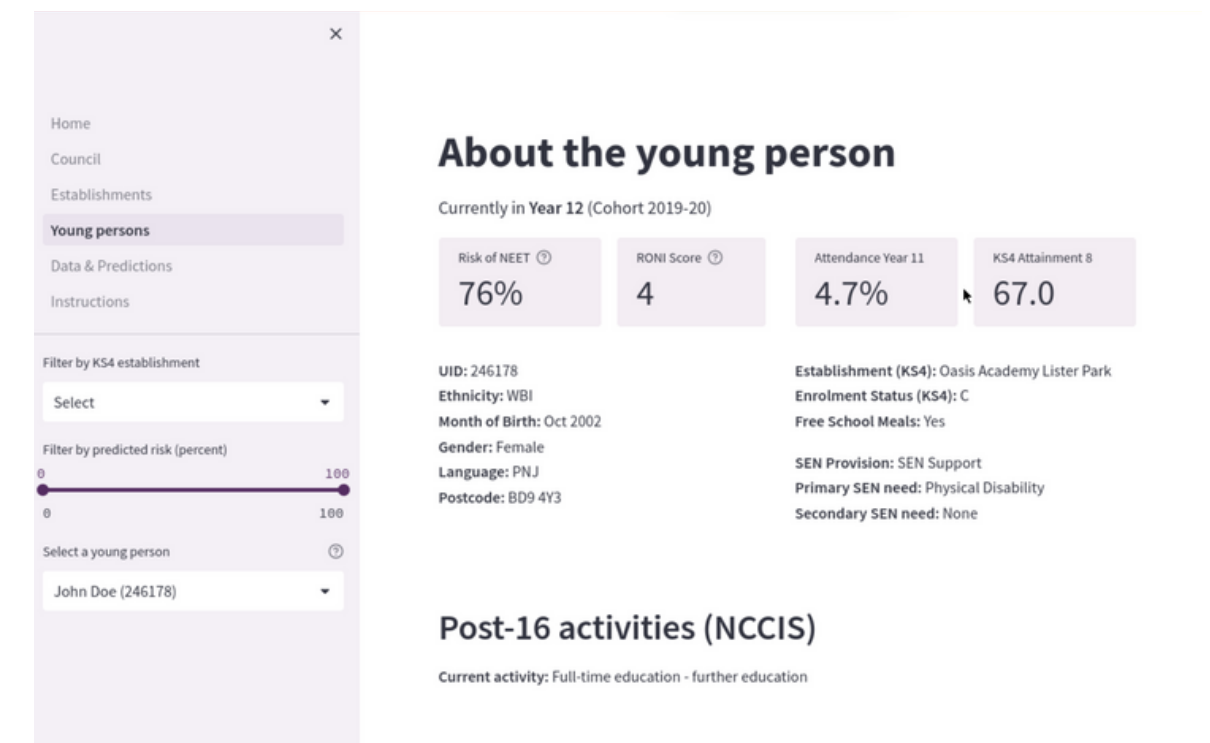 ×
Home
Council
Establishments
Young persons
Data & Predictions
Instructions
Filter by KS4 establishment
Select
Filter by predicted risk (percent)
0 100
0 100
Select a young person ?
John Doe (246178)
About the young person
Currently in Year 12 (Cohort 2019-20)
Risk of NEET ?
76%
RONI Score ?
4
Attendance Year 11
4.7%
KS4 Attainment 8
67.0
UID: 246178
Ethnicity: WBI
Month of Birth: Oct 2002
Gender: Female
Language: PNJ
Postcode: BD9 4Y3
Establishment (KS4): Oasis Academy Lister Park
Enrolment Status (KS4): C
Free School Meals: Yes
SEN Provision: SEN Support
Primary SEN need: Physical Disability
Secondary SEN need: None
Post-16 activities (NCCIS)
Current activity: Full-time education - further education